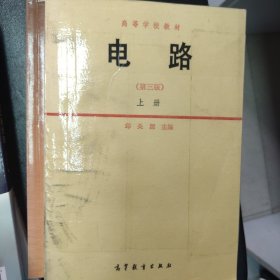 高等学校教材
电路
(第三版)
上册
邱关源 主编
高等教育出版社